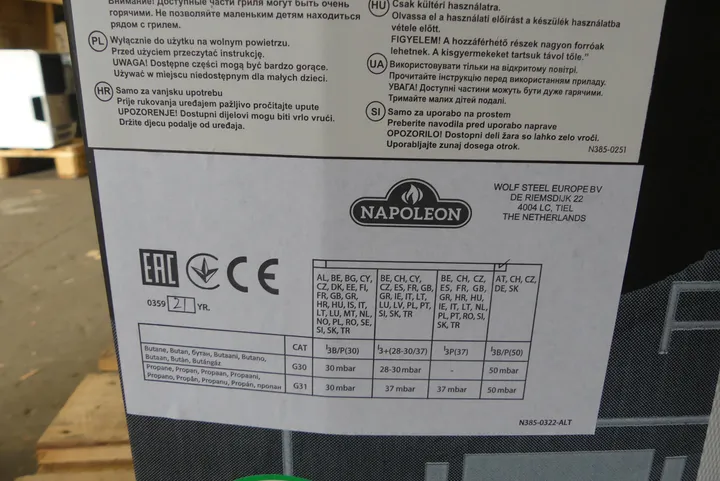 Внимание! Доступные части гриля могут быть очень
горячими. Не позволяйте маленьким детям находиться
рядом с грилем.
PL Wyłącznie do użytku na wolnym powietrzu.
Przed użyciem przeczytać instrukcję.
UWAGA! Dostępne części mogą być bardzo gorące.
Używać w miejscu niedostępnym dla małych dzieci.
HR Samo za vanjsku upotrebu
Prije rukovanja uređajem pažljivo pročitajte upute
UPOZORENJE! Dostupni dijelovi mogu biti vrlo vrući.
Držite djecu podalje od uređaja.
HU Csak kültéri használatra.
Olvassa el a használati előírást a készülék használatba
vétele előtt.
FIGYELEM! A hozzáférhető részek nagyon forróak
lehetnek. A kisgyermekeket tartsuk távol tőle."
UA Використовувати тільки на відкритому повітрі.
Прочитайте інструкцію перед використанням приладу.
УВАГА! Доступні частини можуть бути дуже гарячими.
Тримайте малих дітей подалі.
SI Samo za uporabo na prostem
Preberite navodila pred uporabo naprave
OPOZORILO! Dostopni deli žara so lahko zelo vroči.
Uporabljajte zunaj dosega otrok.
N385-0251
NAPOLEON
WOLF STEEL EUROPE BV
DE RIEMSDIJK 22
4004 LC, TIEL
THE NETHERLANDS
EAC CE
0359 21 YR.
AL, BE, BG, CY,
CZ, DK, EE, FI,
FR, GB, GR,
HR, HU, IS, IT,
LT, LU, MT, NL,
NO, PL, RO, SE,
SI, SK, TR
BE, CH, CY,
CZ, ES, FR, GB,
GR, IE, IT, LT,
LU, LV, PL, PT,
SI, SK, TR
BE, CH, CZ,
ES, FR, GB,
GR, HR, HU,
IE, IT, LT, NL,
PL, PT, RO, SI,
SK, TR
AT, CH, CZ,
DE, SK
Butane, Butan, бутан, Butaani, Butano,
Butaan, Bután, Butángáz
CAT I3B/P(30) I3+(28-30/37) I3P(37) I3B/P(50)
G30 30 mbar 28-30 mbar - 50 mbar
Propane, Propan, Propaan, Propaani,
Propano, Propân, Propanu, Propán, пропан
G31 30 mbar 37 mbar 37 mbar 50 mbar
N385-0322-ALT